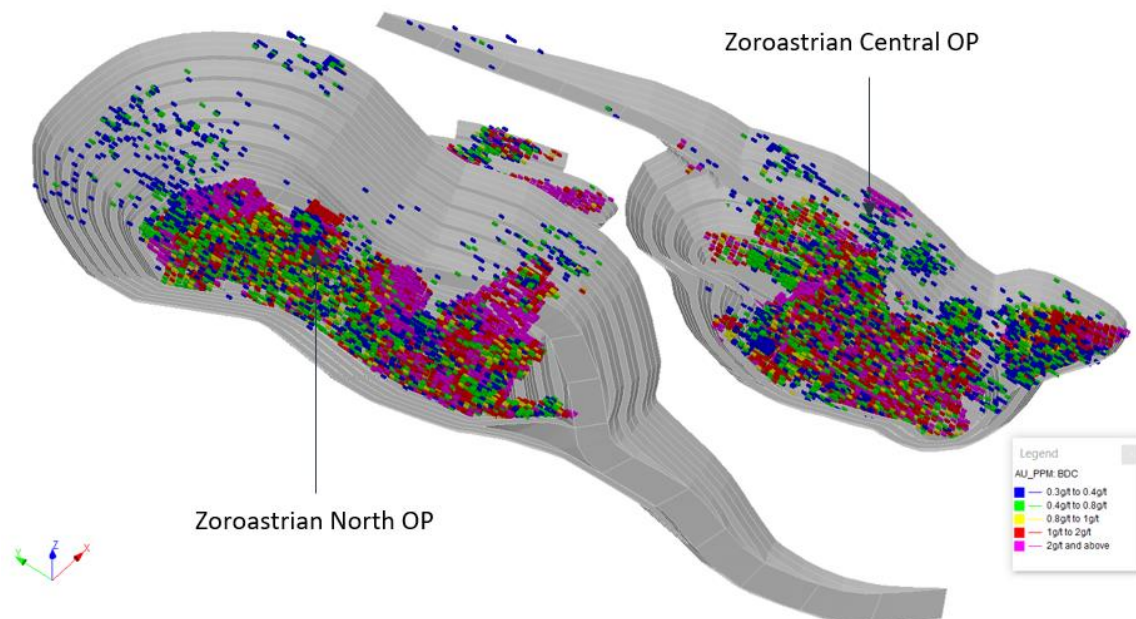 Zoroastrian Central OP
Zoroastrian North OP
Legend
AU_PPM: BDC
0.3g/t to 0.4g/t
0.4g/t to 0.8g/t
0.8g/t to 1g/t
1g/t to 2g/t
2g/t and above
Y Z X